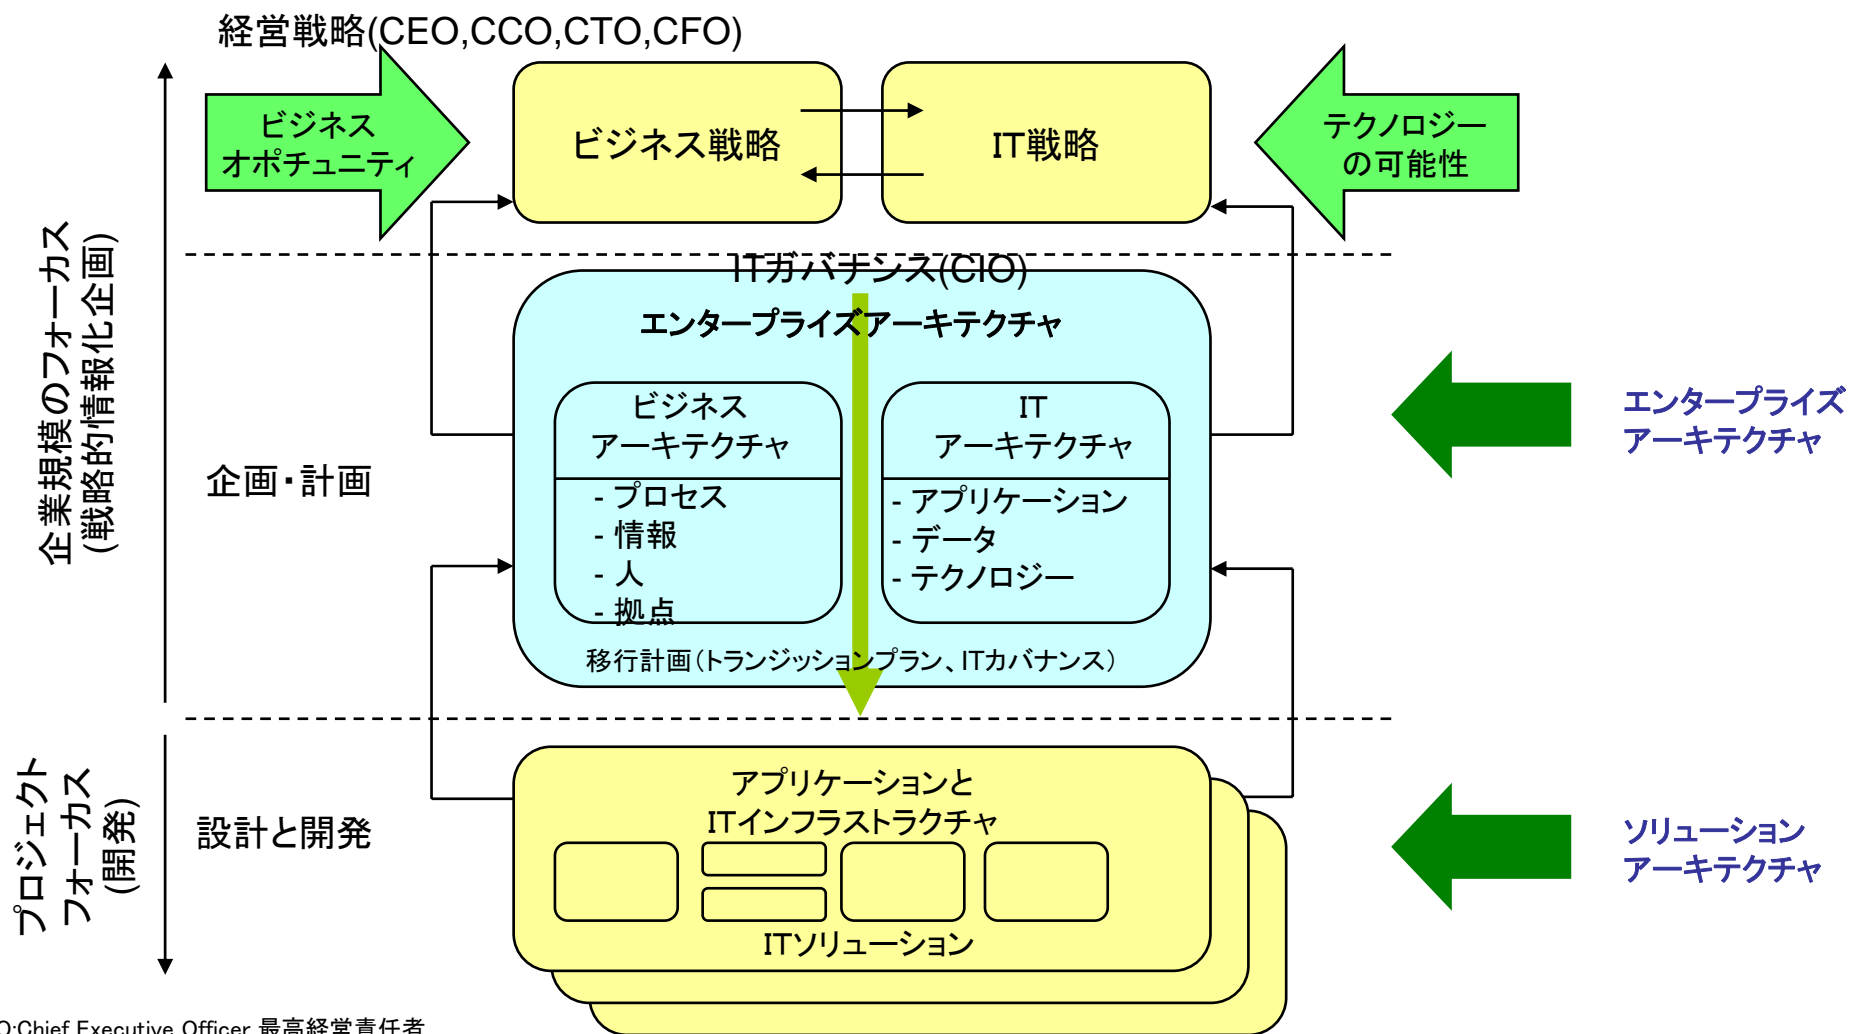 経営戦略(CEO,CCO,CTO,CFO)
ビジネス
オポチュニティ
ビジネス戦略
IT戦略
テクノロジー
の可能性
企業規模のフォーカス
(戦略的情報化企画)
ITガバナンス(CIO)
エンタープライズアーキテクチャ
企画・計画
ビジネス
アーキテクチャ
- プロセス
- 情報
- 人
- 拠点
IT
アーキテクチャ
- アプリケーション
- データ
- テクノロジー
移行計画(トランジッションプラン、ITカバナンス)
エンタープライズ
アーキテクチャ
プロジェクト
フォーカス
(開発)
設計と開発
アプリケーションと
ITインフラストラクチャ
ITソリューション
ソリューション
アーキテクチャ
O:Chief Executive Officer 最高経営責任者